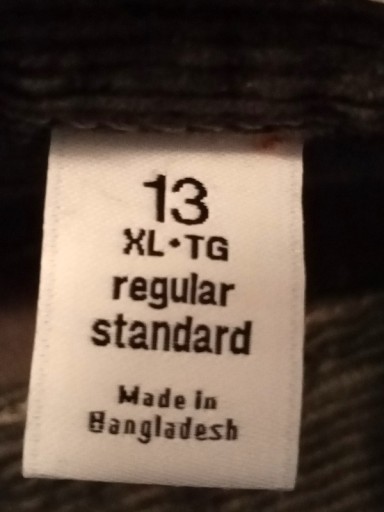 13
XL•TG
regular
standard
Made in
Bangladesh